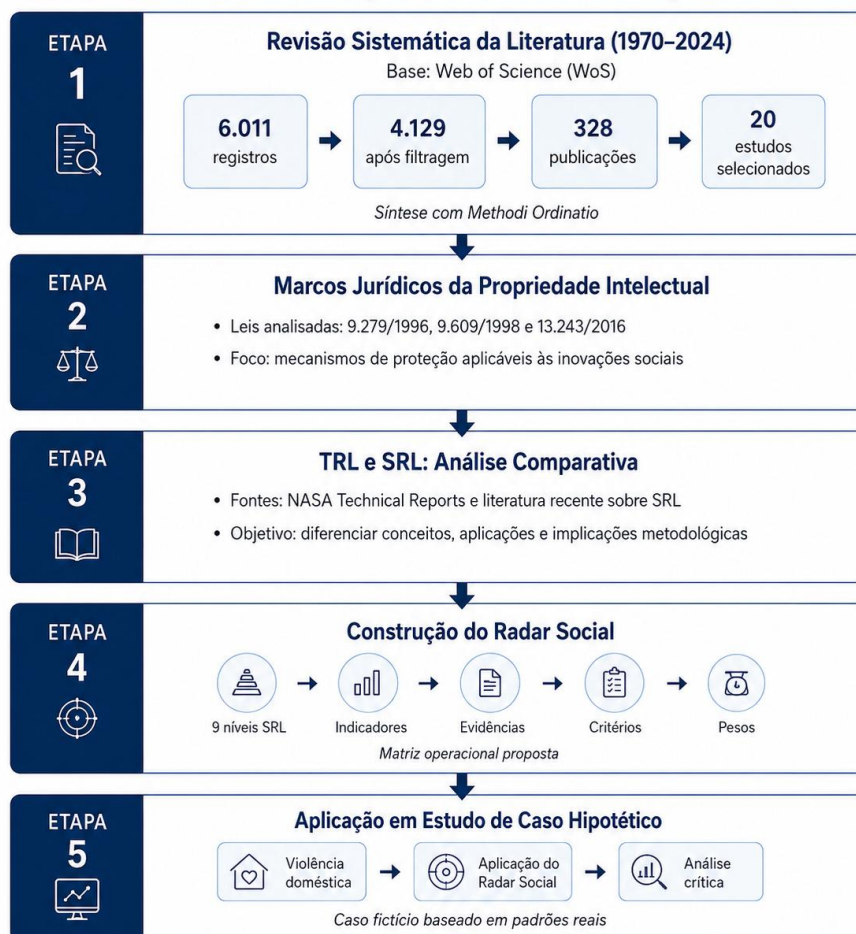 ETAPA
1
Revisão Sistemática da Literatura (1970–2024)
Base: Web of Science (WoS)
6.011
registros
4.129
após filtragem
328
publicações
20
estudos
selecionados
Síntese com Methodi Ordinatio
ETAPA
2
Marcos Jurídicos da Propriedade Intelectual
• Leis analisadas: 9.279/1996, 9.609/1998 e 13.243/2016
• Foco: mecanismos de proteção aplicáveis às inovações sociais
ETAPA
3
TRL e SRL: Análise Comparativa
• Fontes: NASA Technical Reports e literatura recente sobre SRL
• Objetivo: diferenciar conceitos, aplicações e implicações metodológicas
ETAPA
4
Construção do Radar Social
9 níveis SRL
Indicadores
Evidências
Critérios
Pesos
Matriz operacional proposta
ETAPA
5
Aplicação em Estudo de Caso Hipotético
Violência
doméstica
Aplicação do
Radar Social
Análise
crítica
Caso fictício baseado em padrões reais